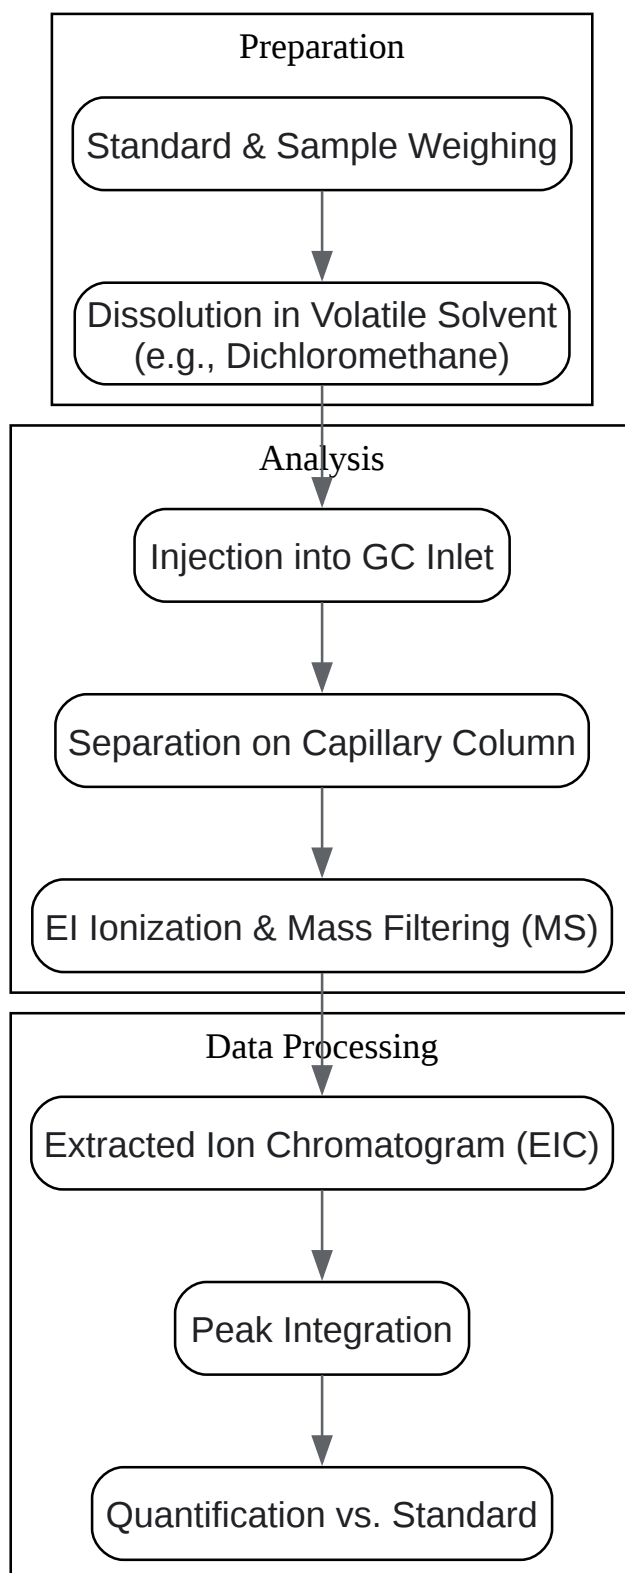 Preparation
Standard & Sample Weighing
Dissolution in Volatile Solvent
(e.g., Dichloromethane)
Analysis
Injection into GC Inlet
Separation on Capillary Column
EI Ionization & Mass Filtering (MS)
Data Processing
Extracted Ion Chromatogram (EIC)
Peak Integration
Quantification vs. Standard